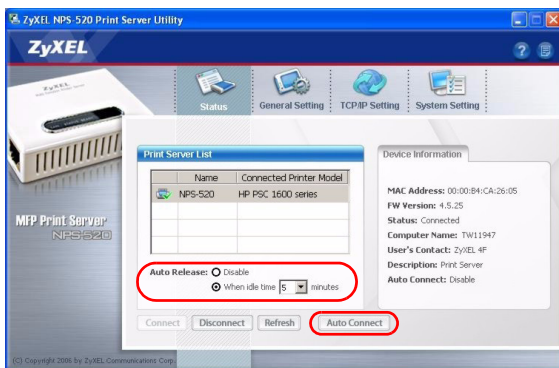 ZyXEL NPS-520 Print Server Utility
ZyXEL
Status
General Setting
TCP/IP Setting
System Setting
ZyXEL
MFP Print Server
NPS-520
Print Server List
Name Connected Printer Model
NPS-520 HP PSC 1600 series
Auto Release: Disable
When idle time 5 minutes
Connect Disconnect Refresh Auto Connect
Device Information
MAC Address: 00:00:B4:CA:26:05
FW Version: 4.5.25
Status: Connected
Computer Name: TW11947
User's Contact: ZyXEL 4F
Description: Print Server
Auto Connect: Disable
(C) Copyright 2006 by ZyXEL Communications Corp.